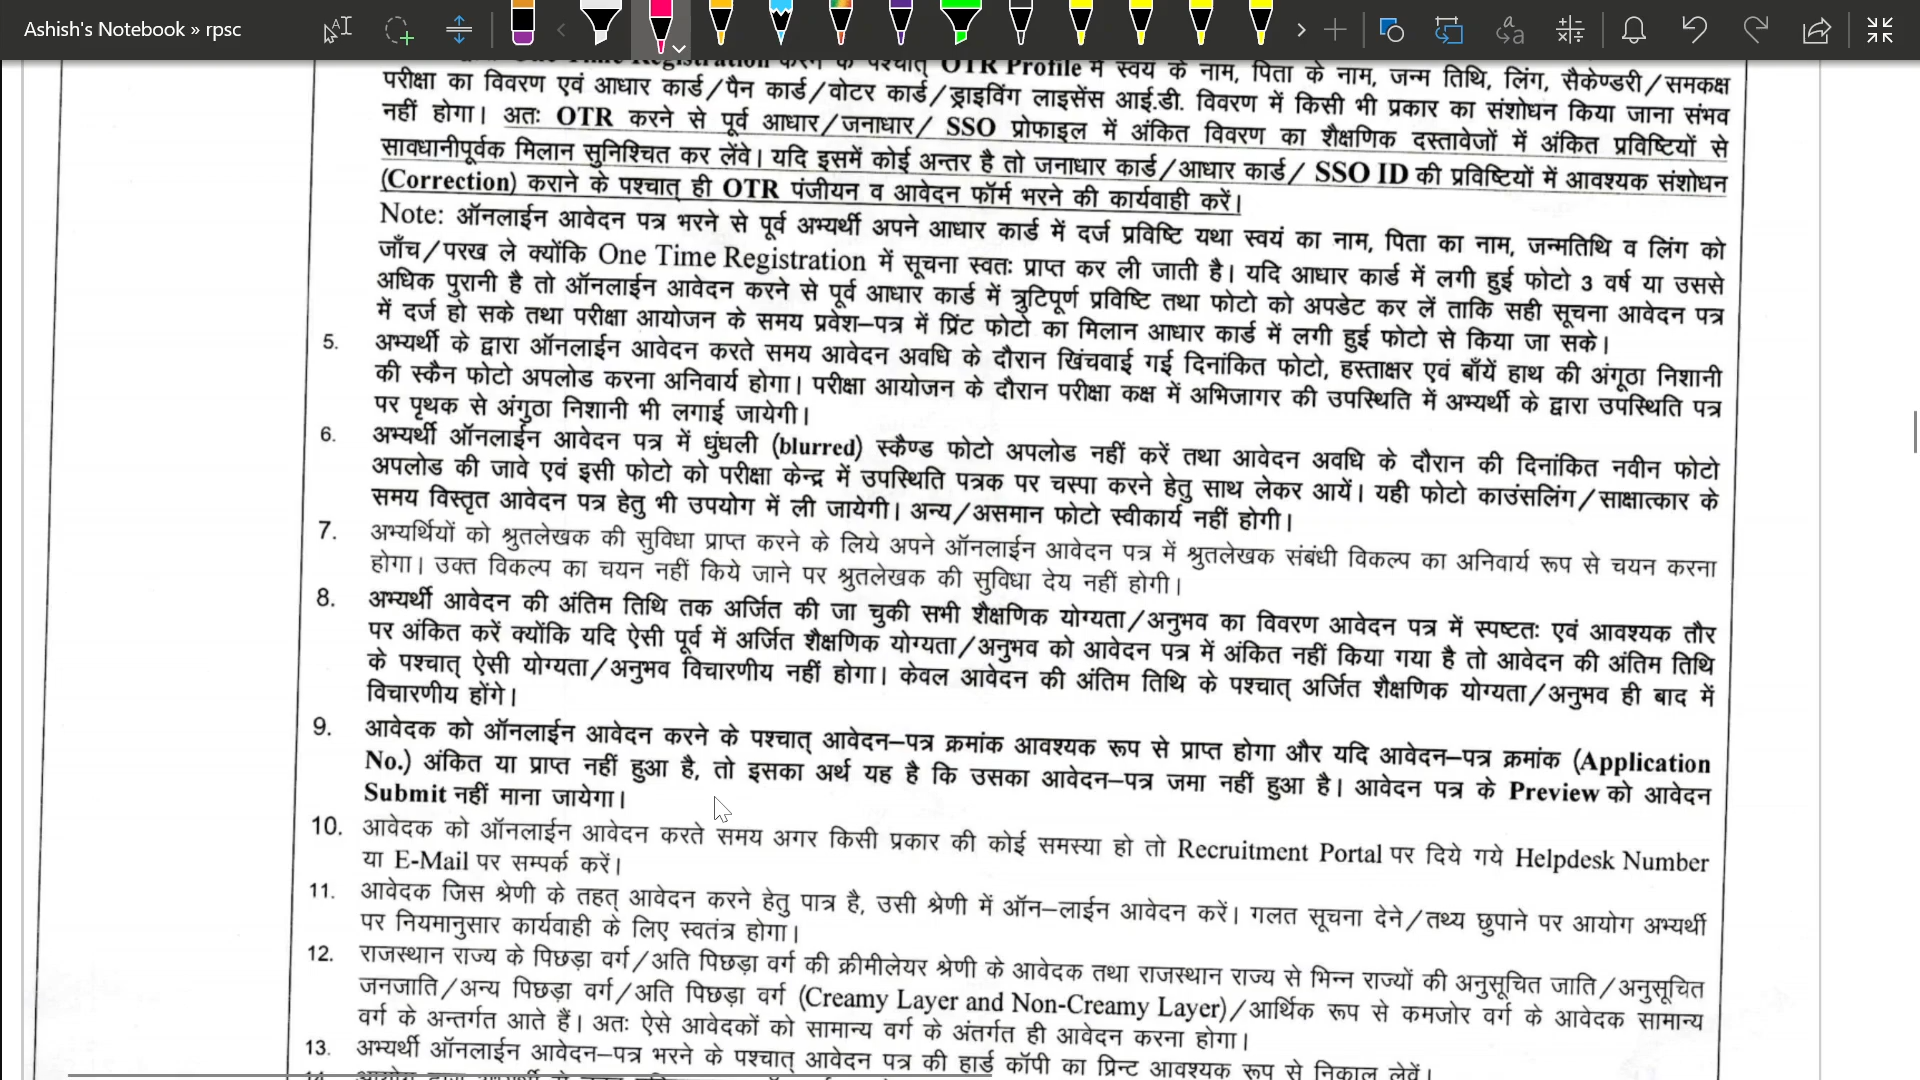 Ashish's Notebook » rpsc
One Time Registration करने के पश्चात् OTR Profile में स्वयं के नाम, पिता के नाम, जन्म तिथि, लिंग, सैकेण्डरी/समकक्ष
परीक्षा का विवरण एवं आधार कार्ड/पैन कार्ड/वोटर कार्ड/ड्राइविंग लाइसेंस आई.डी. विवरण में किसी भी प्रकार का संशोधन किया जाना संभव
नहीं होगा। अतः OTR करने से पूर्व आधार/जनाधार/ SSO प्रोफाइल में अंकित विवरण का शैक्षणिक दस्तावेजों में अंकित प्रविष्टियों से
सावधानीपूर्वक मिलान सुनिश्चित कर लेंवे। यदि इसमें कोई अन्तर है तो जनाधार कार्ड/आधार कार्ड/ SSO ID की प्रविष्टियों में आवश्यक संशोधन
(Correction) कराने के पश्चात् ही OTR पंजीयन व आवेदन फॉर्म भरने की कार्यवाही करें।
Note: ऑनलाईन आवेदन पत्र भरने से पूर्व अभ्यर्थी अपने आधार कार्ड में दर्ज प्रविष्टि यथा स्वयं का नाम, पिता का नाम, जन्मतिथि व लिंग को
जाँच/परख ले क्योंकि One Time Registration में सूचना स्वतः प्राप्त कर ली जाती है। यदि आधार कार्ड में लगी हुई फोटो 3 वर्ष या उससे
अधिक पुरानी है तो ऑनलाईन आवेदन करने से पूर्व आधार कार्ड में त्रुटिपूर्ण प्रविष्टि तथा फोटो को अपडेट कर लें ताकि सही सूचना आवेदन पत्र
में दर्ज हो सके तथा परीक्षा आयोजन के समय प्रवेश–पत्र में प्रिंट फोटो का मिलान आधार कार्ड में लगी हुई फोटो से किया जा सके।
5. अभ्यर्थी के द्वारा ऑनलाईन आवेदन करते समय आवेदन अवधि के दौरान खिंचवाई गई दिनांकित फोटो, हस्ताक्षर एवं बाँयें हाथ की अंगूठा निशानी
की स्कैन फोटो अपलोड करना अनिवार्य होगा। परीक्षा आयोजन के दौरान परीक्षा कक्ष में अभिजागर की उपस्थिति में अभ्यर्थी के द्वारा उपस्थिति पत्र
पर पृथक से अंगुठा निशानी भी लगाई जायेगी।
6. अभ्यर्थी ऑनलाईन आवेदन पत्र में धुंधली (blurred) स्कैण्ड फोटो अपलोड नहीं करें तथा आवेदन अवधि के दौरान की दिनांकित नवीन फोटो
अपलोड की जावे एवं इसी फोटो को परीक्षा केन्द्र में उपस्थिति पत्रक पर चस्पा करने हेतु साथ लेकर आयें। यही फोटो काउंसलिंग/साक्षात्कार के
समय विस्तृत आवेदन पत्र हेतु भी उपयोग में ली जायेगी। अन्य/असमान फोटो स्वीकार्य नहीं होगी।
7. अभ्यर्थियों को श्रुतलेखक की सुविधा प्राप्त करने के लिये अपने ऑनलाईन आवेदन पत्र में श्रुतलेखक संबंधी विकल्प का अनिवार्य रूप से चयन करना
होगा। उक्त विकल्प का चयन नहीं किये जाने पर श्रुतलेखक की सुविधा देय नहीं होगी।
8. अभ्यर्थी आवेदन की अंतिम तिथि तक अर्जित की जा चुकी सभी शैक्षणिक योग्यता/अनुभव का विवरण आवेदन पत्र में स्पष्टतः एवं आवश्यक तौर
पर अंकित करें क्योंकि यदि ऐसी पूर्व में अर्जित शैक्षणिक योग्यता/अनुभव को आवेदन पत्र में अंकित नहीं किया गया है तो आवेदन की अंतिम तिथि
के पश्चात् ऐसी योग्यता/अनुभव विचारणीय नहीं होगा। केवल आवेदन की अंतिम तिथि के पश्चात् अर्जित शैक्षणिक योग्यता/अनुभव ही बाद में
विचारणीय होंगे।
9. आवेदक को ऑनलाईन आवेदन करने के पश्चात् आवेदन–पत्र क्रमांक आवश्यक रूप से प्राप्त होगा और यदि आवेदन–पत्र क्रमांक (Application
No.) अंकित या प्राप्त नहीं हुआ है, तो इसका अर्थ यह है कि उसका आवेदन–पत्र जमा नहीं हुआ है। आवेदन पत्र के Preview को आवेदन
Submit नहीं माना जायेगा।
10. आवेदक को ऑनलाईन आवेदन करते समय अगर किसी प्रकार की कोई समस्या हो तो Recruitment Portal पर दिये गये Helpdesk Number
या E-Mail पर सम्पर्क करें।
11. आवेदक जिस श्रेणी के तहत् आवेदन करने हेतु पात्र है, उसी श्रेणी में ऑन–लाईन आवेदन करें। गलत सूचना देने/तथ्य छुपाने पर आयोग अभ्यर्थी
पर नियमानुसार कार्यवाही के लिए स्वतंत्र होगा।
12. राजस्थान राज्य के पिछड़ा वर्ग/अति पिछड़ा वर्ग की क्रीमीलेयर श्रेणी के आवेदक तथा राजस्थान राज्य से भिन्न राज्यों की अनुसूचित जाति/अनुसूचित
जनजाति/अन्य पिछड़ा वर्ग/अति पिछड़ा वर्ग (Creamy Layer and Non-Creamy Layer)/आर्थिक रूप से कमजोर वर्ग के आवेदक सामान्य
वर्ग के अन्तर्गत आते हैं। अतः ऐसे आवेदकों को सामान्य वर्ग के अंतर्गत ही आवेदन करना होगा।
13. अभ्यर्थी ऑनलाईन आवेदन–पत्र भरने के पश्चात् आवेदन पत्र की हार्ड कॉपी का प्रिन्ट आवश्यक रूप से निकाल लेवें।